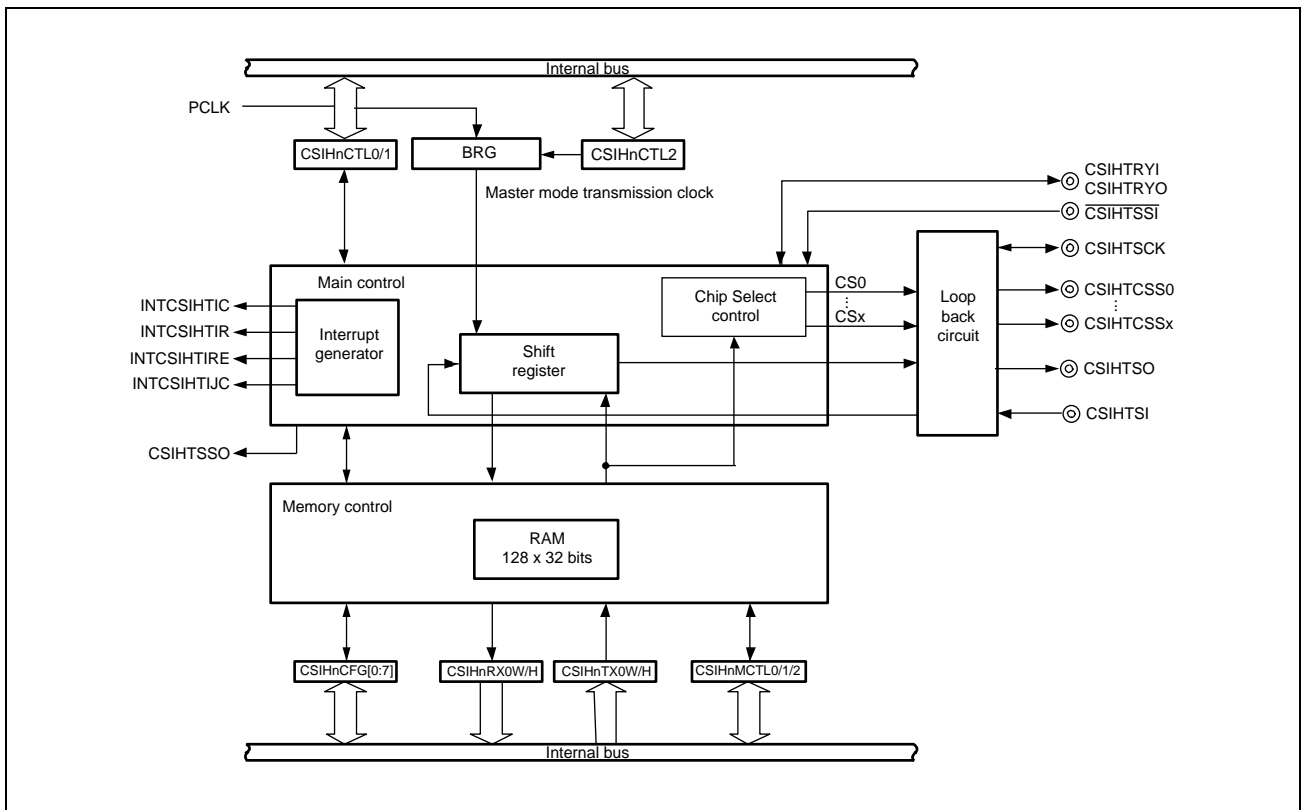 Internal bus
PCLK
CSIHnCTL0/1
BRG
CSIHnCTL2
Master mode transmission clock
CSIHTRYI
CSIHTRYO
CSIHTSSI
CSIHTSCK
Main control
Chip Select
control
CS0
⋮
CSx
Loop
back
circuit
CSIHTCSS0
⋮
CSIHTCSSx
INTCSIHTIC
INTCSIHTIR
INTCSIHTIRE
INTCSIHTIJC
Interrupt
generator
Shift
register
CSIHTSO
CSIHTSI
CSIHTSSO
Memory control
RAM
128 x 32 bits
CSIHnCFG[0:7]
CSIHnRX0W/H
CSIHnTX0W/H
CSIHnMCTL0/1/2
Internal bus